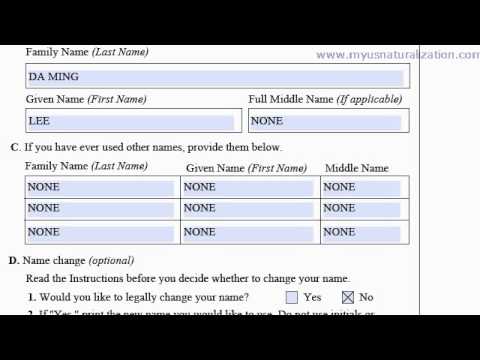 Family Name (Last Name)
www.myusnaturalization.com
DA MING
Given Name (First Name) Full Middle Name (If applicable)
LEE NONE
C. If you have ever used other names, provide them below.
Family Name (Last Name) Given Name (First Name) Middle Name
NONE NONE NONE
NONE NONE NONE
NONE NONE NONE
D. Name change (optional)
Read the Instructions before you decide whether to change your name.
1. Would you like to legally change your name? Yes No
2. If "Yes," print the new name you would like to use. Do not use initials or